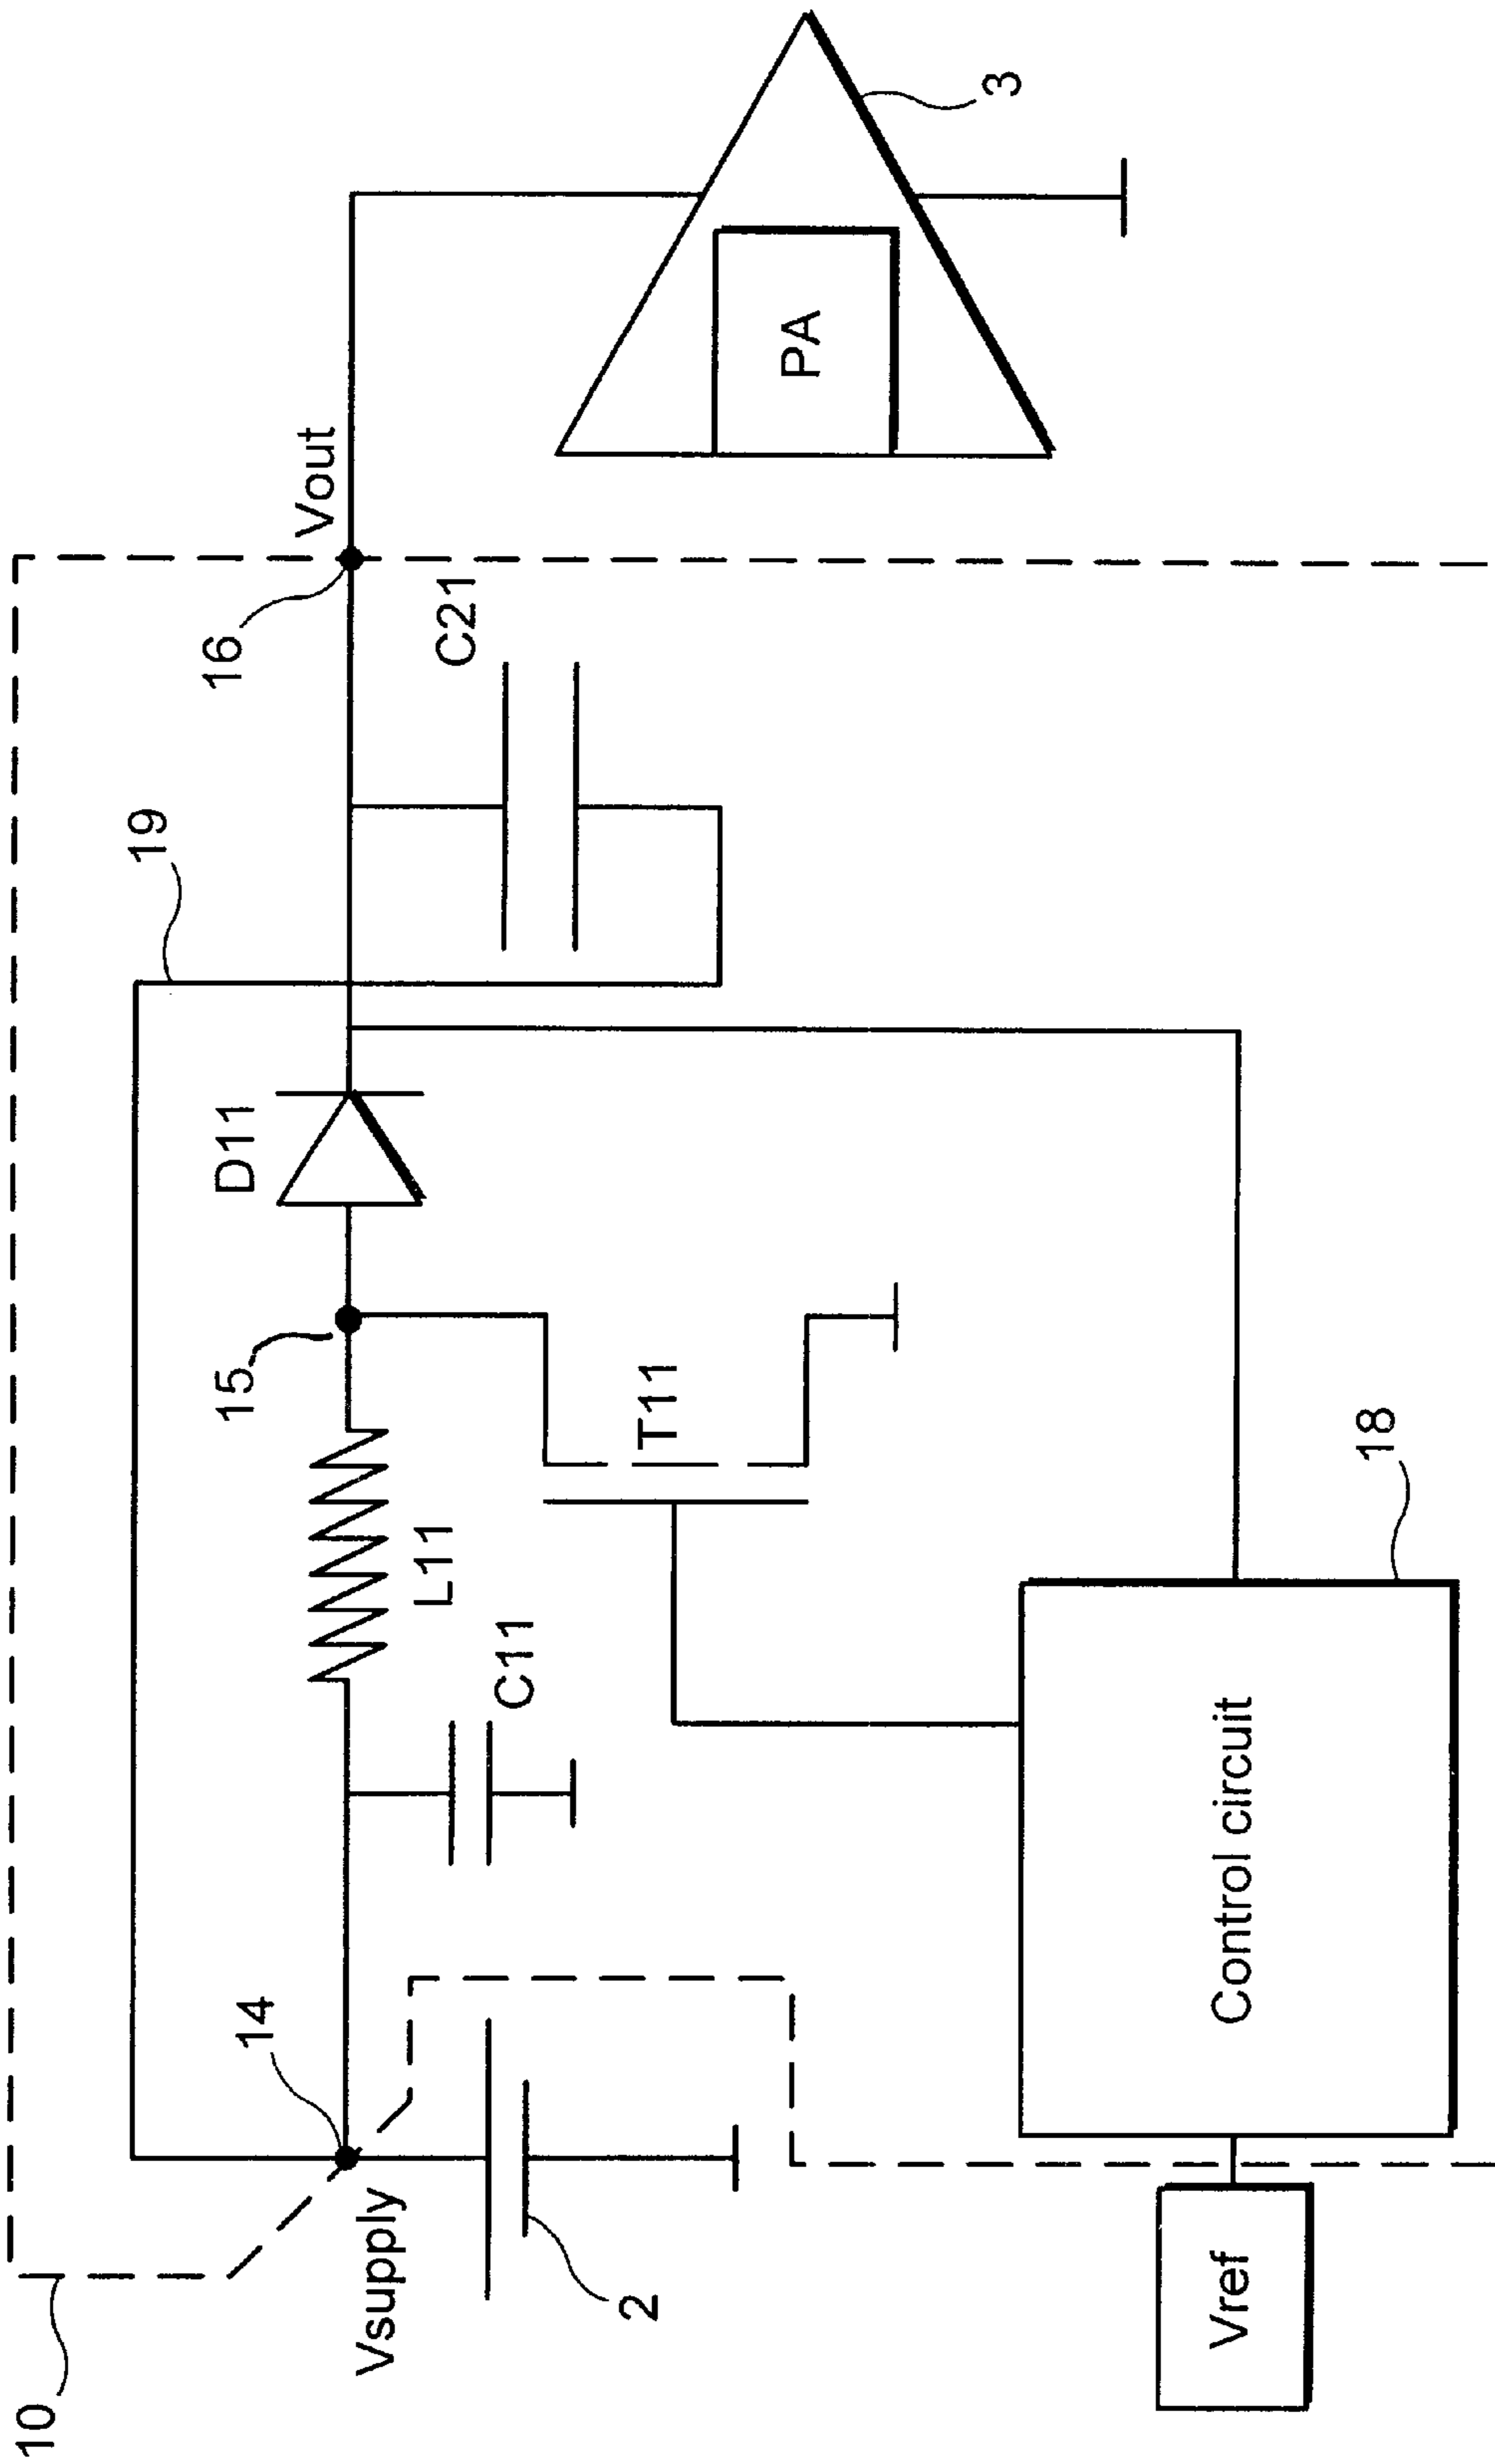 10
19
16
Vout
14
15
D11
Vsupply
L11
C11
C21
2
T11
PA
3
18
Vref
Control circuit